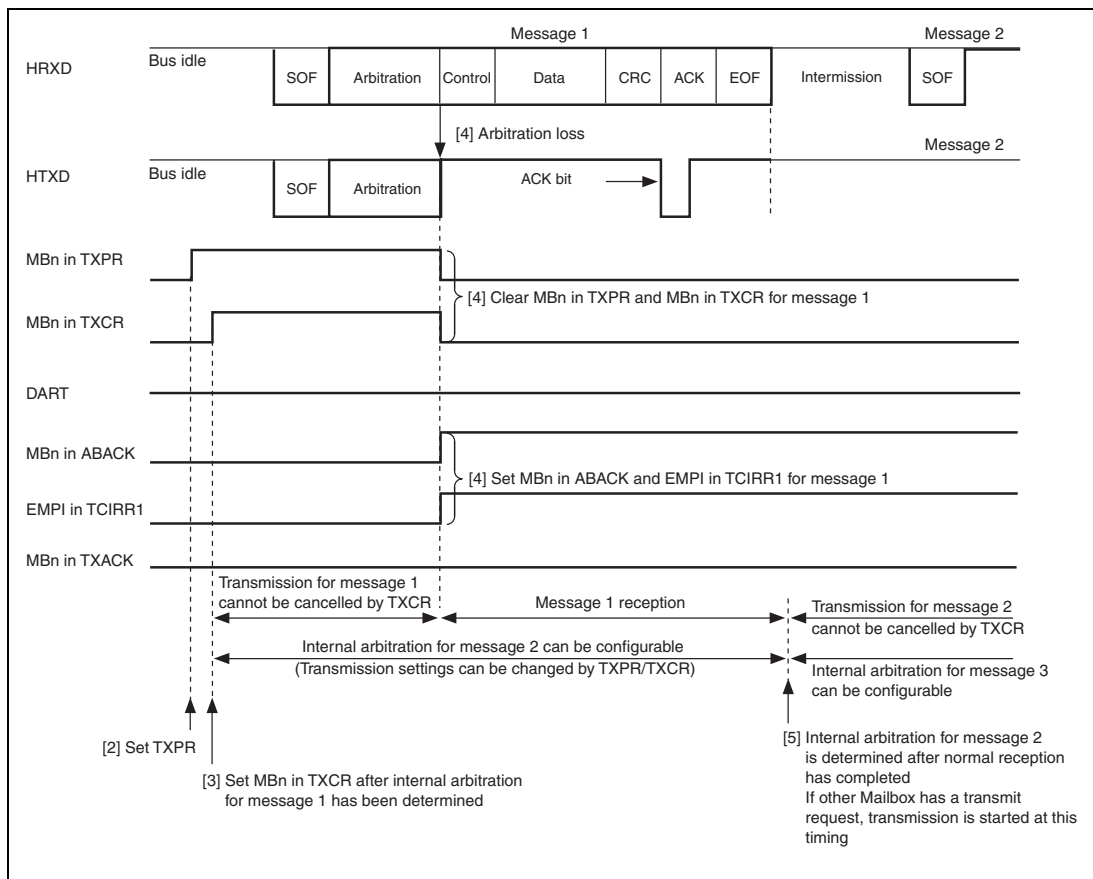 Message 1
Message 2
HRXD
Bus idle
SOF
Arbitration
Control
Data
CRC
ACK
EOF
Intermission
SOF
[4] Arbitration loss
Message 2
HTXD
Bus idle
SOF
Arbitration
ACK bit
MBn in TXPR
[4] Clear MBn in TXPR and MBn in TXCR for message 1
MBn in TXCR
DART
MBn in ABACK
[4] Set MBn in ABACK and EMPI in TCIRR1 for message 1
EMPI in TCIRR1
MBn in TXACK
Transmission for message 1
cannot be cancelled by TXCR
Message 1 reception
Transmission for message 2
cannot be cancelled by TXCR
Internal arbitration for message 2 can be configurable
(Transmission settings can be changed by TXPR/TXCR)
Internal arbitration for message 3
can be configurable
[2] Set TXPR
[3] Set MBn in TXCR after internal arbitration
for message 1 has been determined
[5] Internal arbitration for message 2
is determined after normal reception
has completed
If other Mailbox has a transmit
request, transmission is started at this
timing